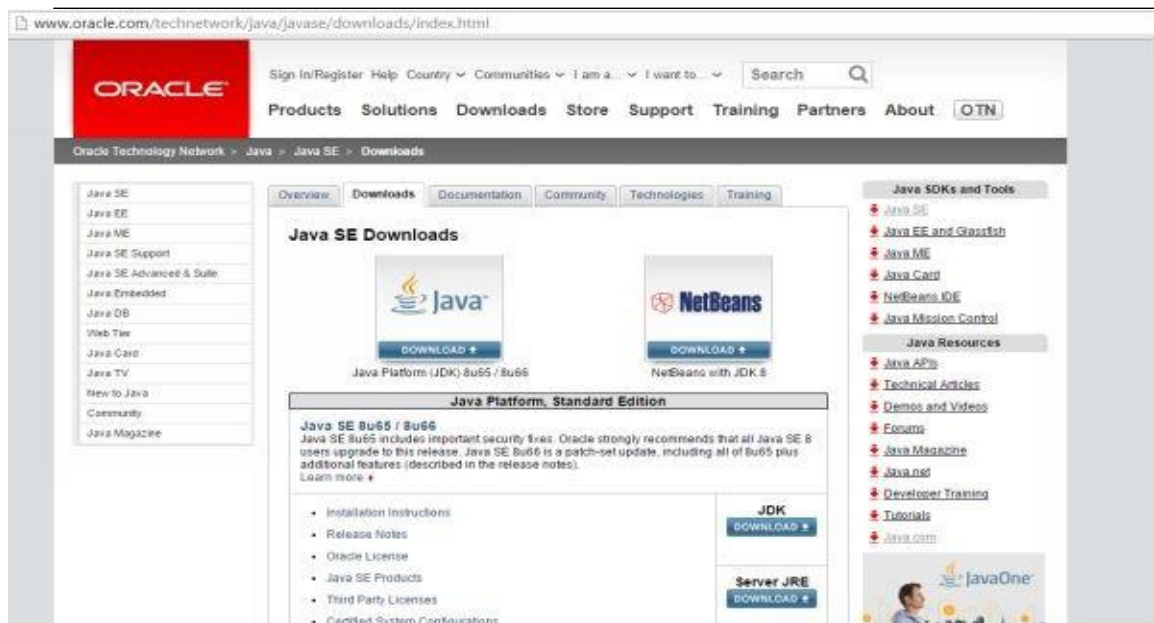 www.oracle.com/technetwork/java/javase/downloads/index.html
ORACLE
Sign In/Register Help Country Communities I am a... I want to... Search
Products Solutions Downloads Store Support Training Partners About OTN
Oracle Technology Network > Java > Java SE > Downloads
Java SE
Java EE
Java ME
Java SE Support
Java SE Advanced & Suite
Java Embedded
Java DB
Web Tier
Java Card
Java TV
New to Java
Community
Java Magazine
Overview Downloads Documentation Community Technologies Training
Java SE Downloads
Java
DOWNLOAD
Java Platform (JDK) 8u65 / 8u66
NetBeans
DOWNLOAD
NetBeans with JDK 8
Java Platform, Standard Edition
Java SE 8u65 / 8u66
Java SE 8u65 includes important security fixes. Oracle strongly recommends that all Java SE 8
users upgrade to this release. Java SE 8u66 is a patch-set update, including all of 8u65 plus
additional features (described in the release notes).
Learn more
• Installation Instructions
• Release Notes
• Oracle License
• Java SE Products
• Third Party Licenses
• Certified System Configurations
JDK
DOWNLOAD
Server JRE
DOWNLOAD
Java SDKs and Tools
Java SE
Java EE and Glassfish
Java ME
Java Card
NetBeans IDE
Java Mission Control
Java Resources
Java APIs
Technical Articles
Demos and Videos
Forums
Java Magazine
Java.net
Developer Training
Tutorials
Java.com
JavaOne